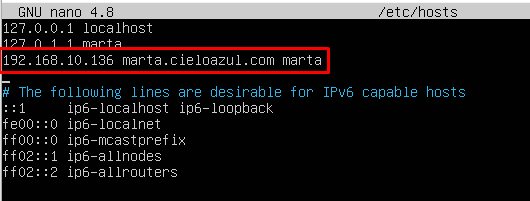 GNU nano 4.8 /etc/hosts
127.0.0.1 localhost
127.0.1.1 marta
192.168.10.136 marta.cieloazul.com marta
# The following lines are desirable for IPv6 capable hosts
::1 ip6-localhost ip6-loopback
fe00::0 ip6-localnet
ff00::0 ip6-mcastprefix
ff02::1 ip6-allnodes
ff02::2 ip6-allrouters